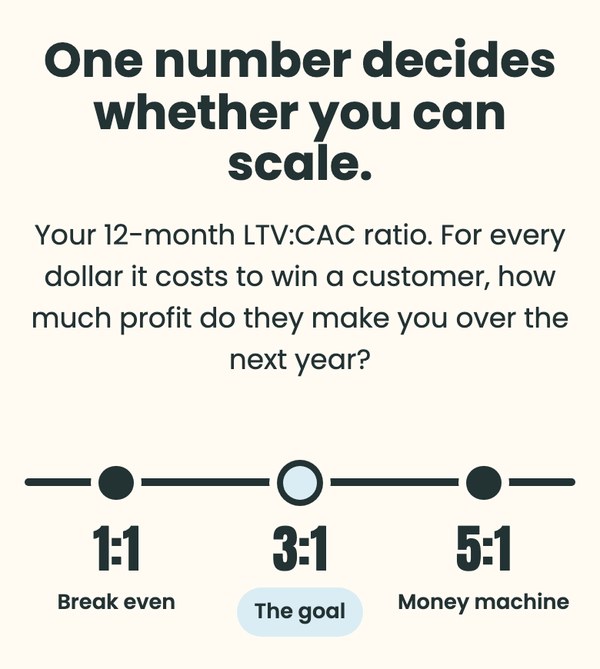 One number decides
whether you can
scale.
Your 12-month LTV:CAC ratio. For every
dollar it costs to win a customer, how
much profit do they make you over the
next year?
1:1
3:1
5:1
Break even
The goal
Money machine